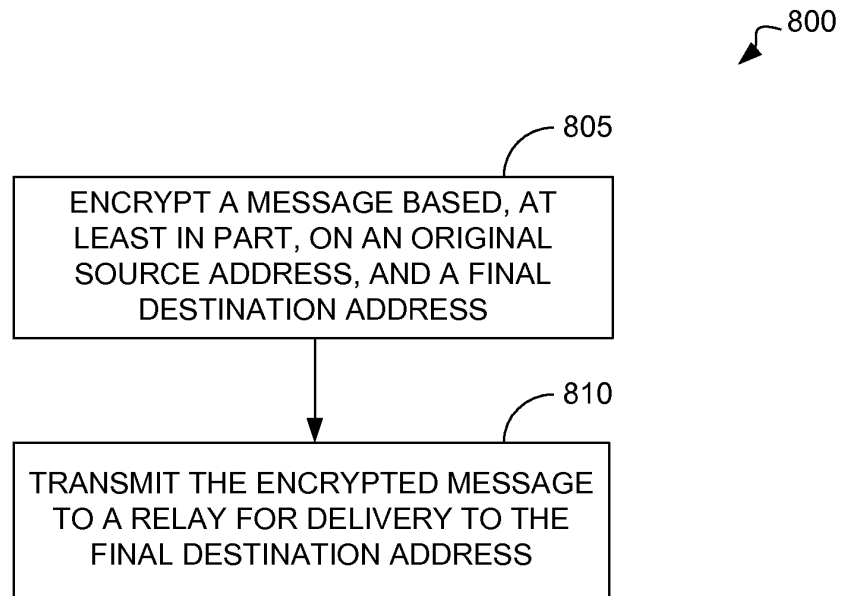 800
805
ENCRYPT A MESSAGE BASED, AT
LEAST IN PART, ON AN ORIGINAL
SOURCE ADDRESS, AND A FINAL
DESTINATION ADDRESS
810
TRANSMIT THE ENCRYPTED MESSAGE
TO A RELAY FOR DELIVERY TO THE
FINAL DESTINATION ADDRESS